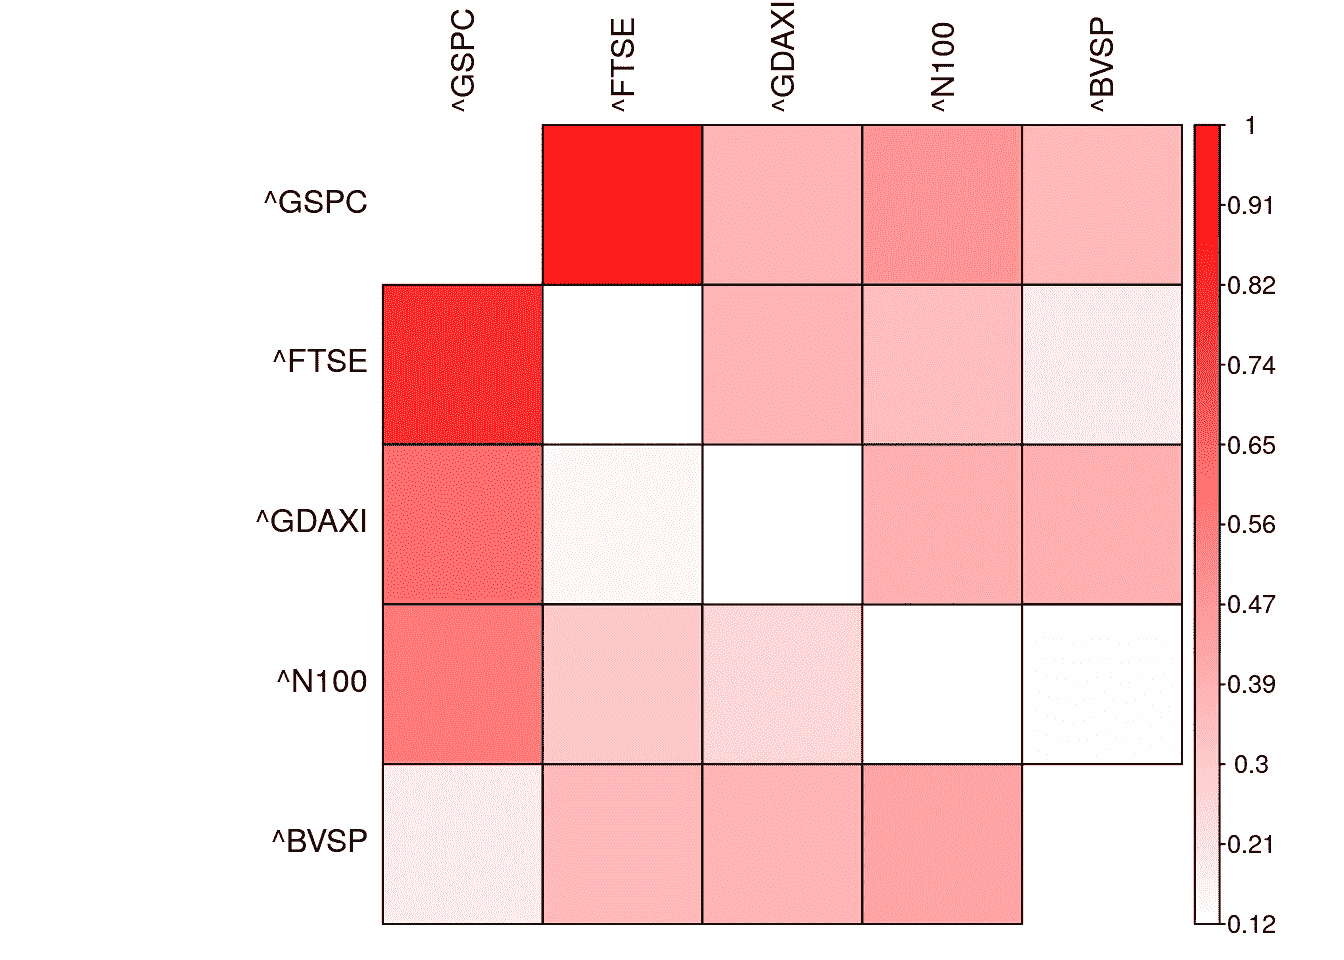 ^GSPC
^FTSE
^GDAXI
^N100
^BVSP
^GSPC
^FTSE
^GDAXI
^N100
^BVSP
1
0.91
0.82
0.74
0.65
0.56
0.47
0.39
0.3
0.21
0.12